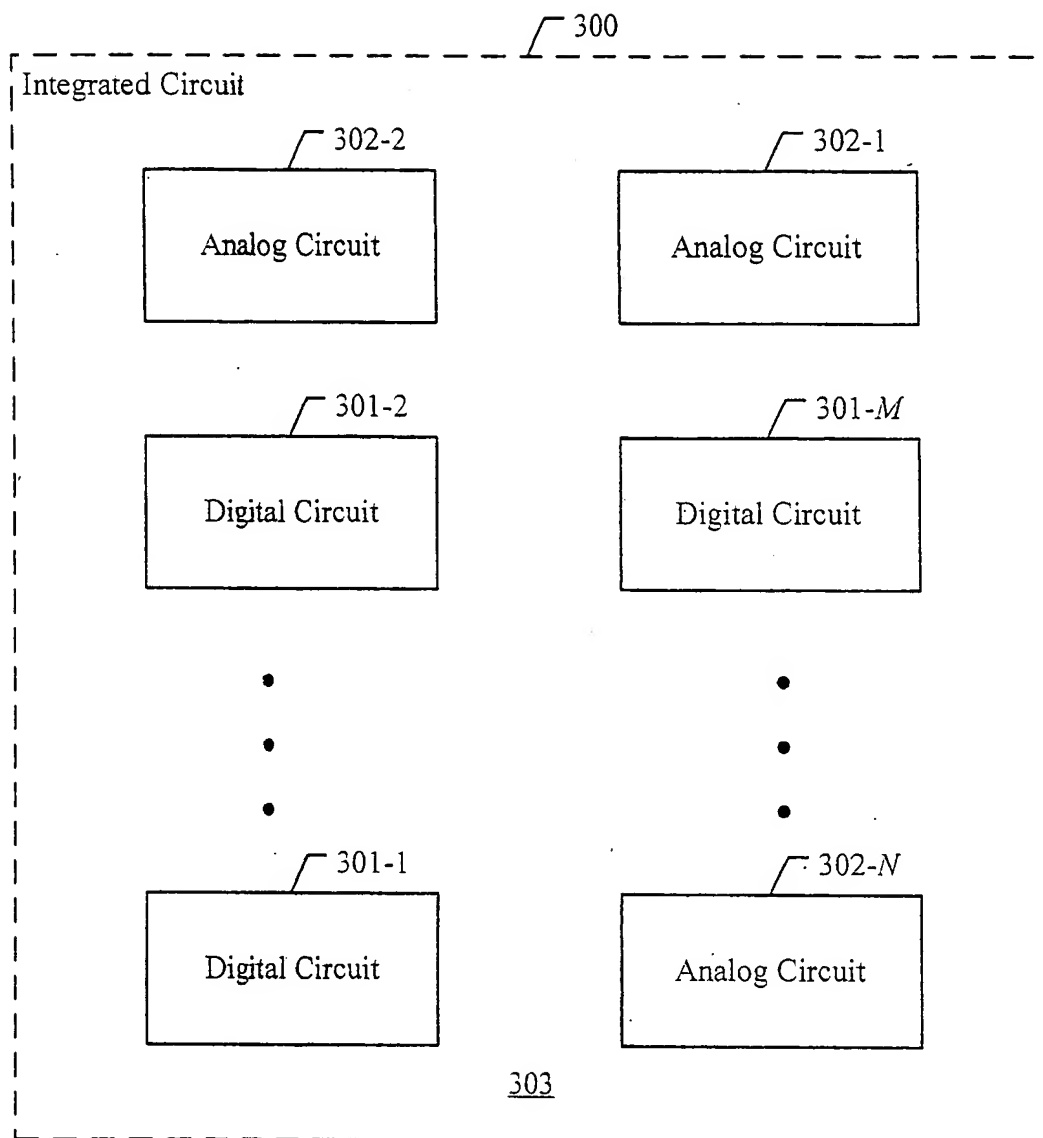 300
Integrated Circuit
302-2
302-1
Analog Circuit
Analog Circuit
301-2
301-M
Digital Circuit
Digital Circuit
301-1
302-N
Digital Circuit
Analog Circuit
303